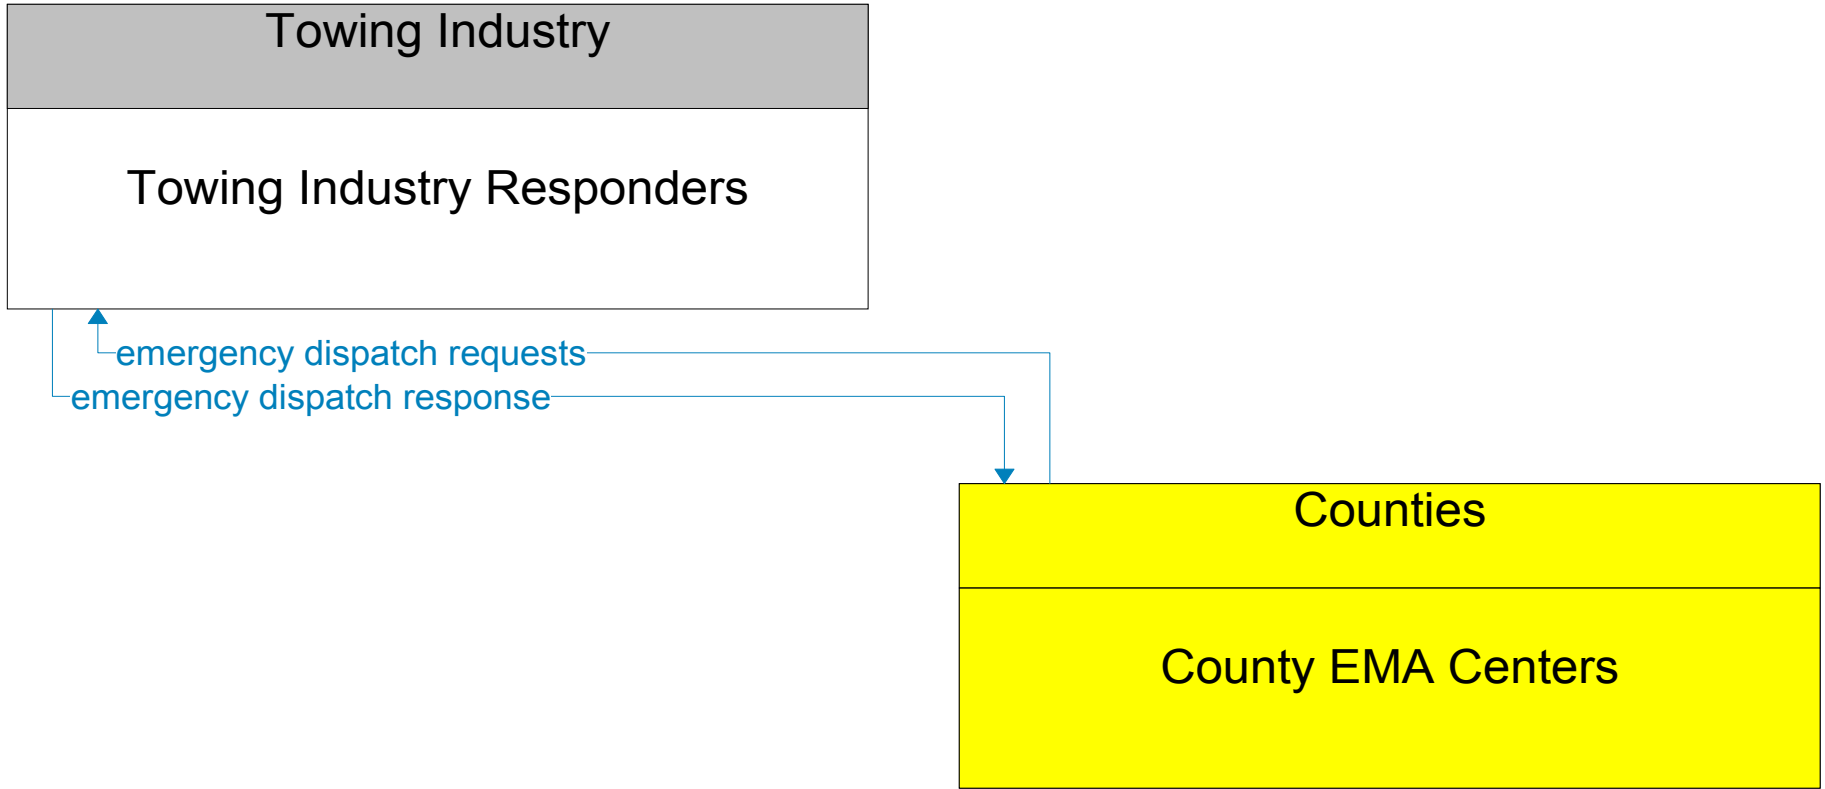 Towing Industry
Towing Industry Responders
emergency dispatch requests
emergency dispatch response
Counties
County EMA Centers